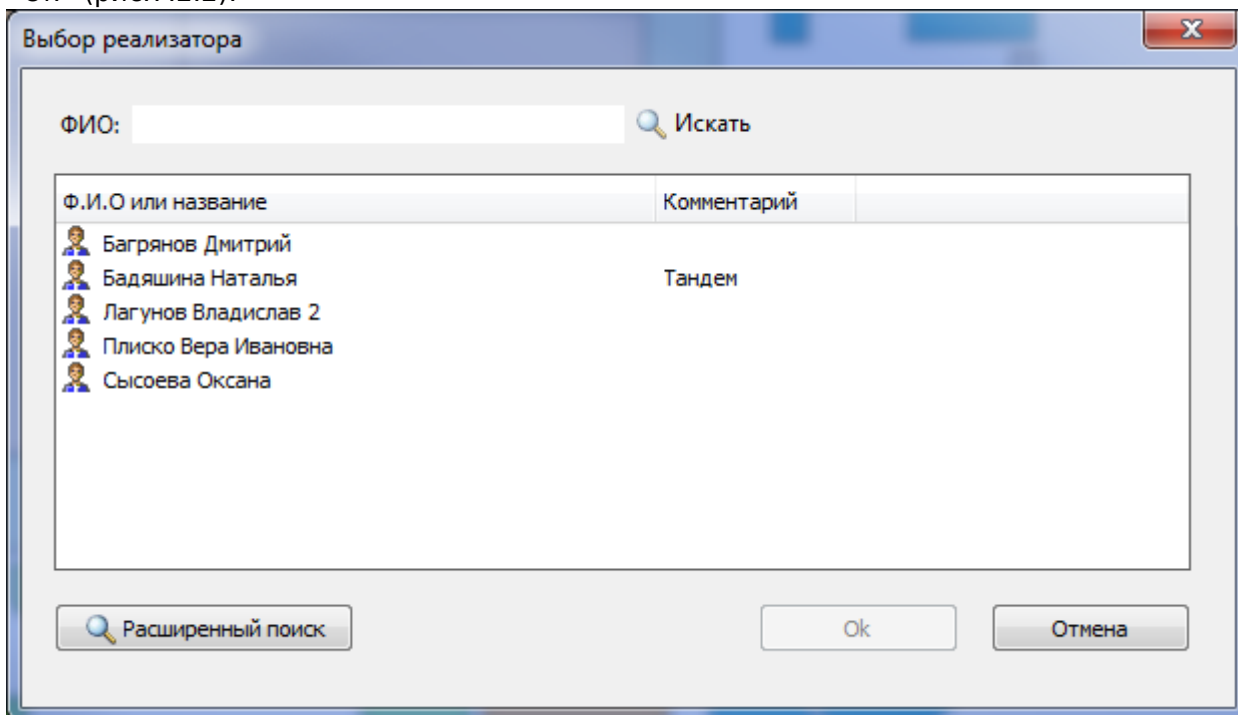 Выбор реализатора
ФИО: Искать
Ф.И.О или название Комментарий
Багрянов Дмитрий
Бадяшина Наталья Тандем
Лагунов Владислав 2
Плиско Вера Ивановна
Сысоева Оксана
Расширенный поиск Ok Отмена